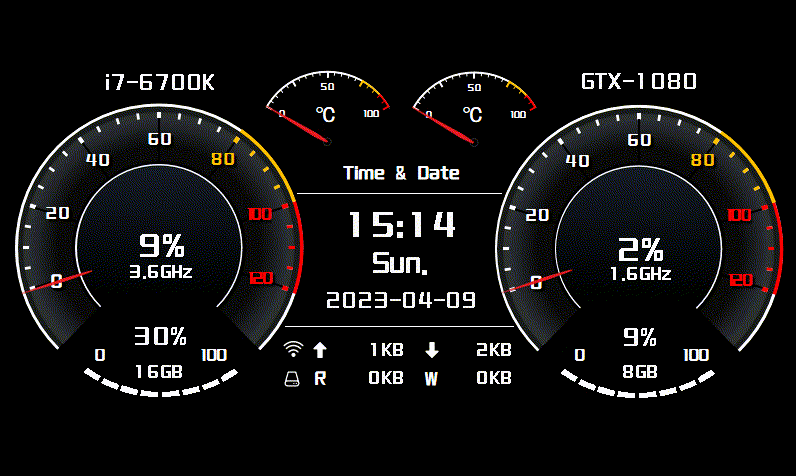 i7-6700K
0 20 40 60 80 100 120
9%
3.6GHz
30%
0 100
16GB
0 50 100
°C
0 50 100
°C
Time & Date
15:14
Sun.
2023-04-09
1KB 2KB
R 0KB W 0KB
GTX-1080
0 20 40 60 80 100 120
2%
1.6GHz
9%
0 100
8GB